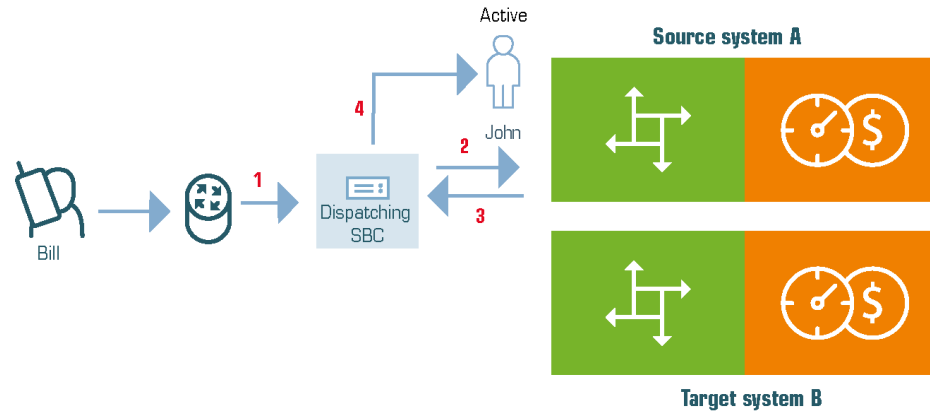 Active
Source system A
4
$
John
2
1
3
Dispatching
SBC
Bill
$
Target system B